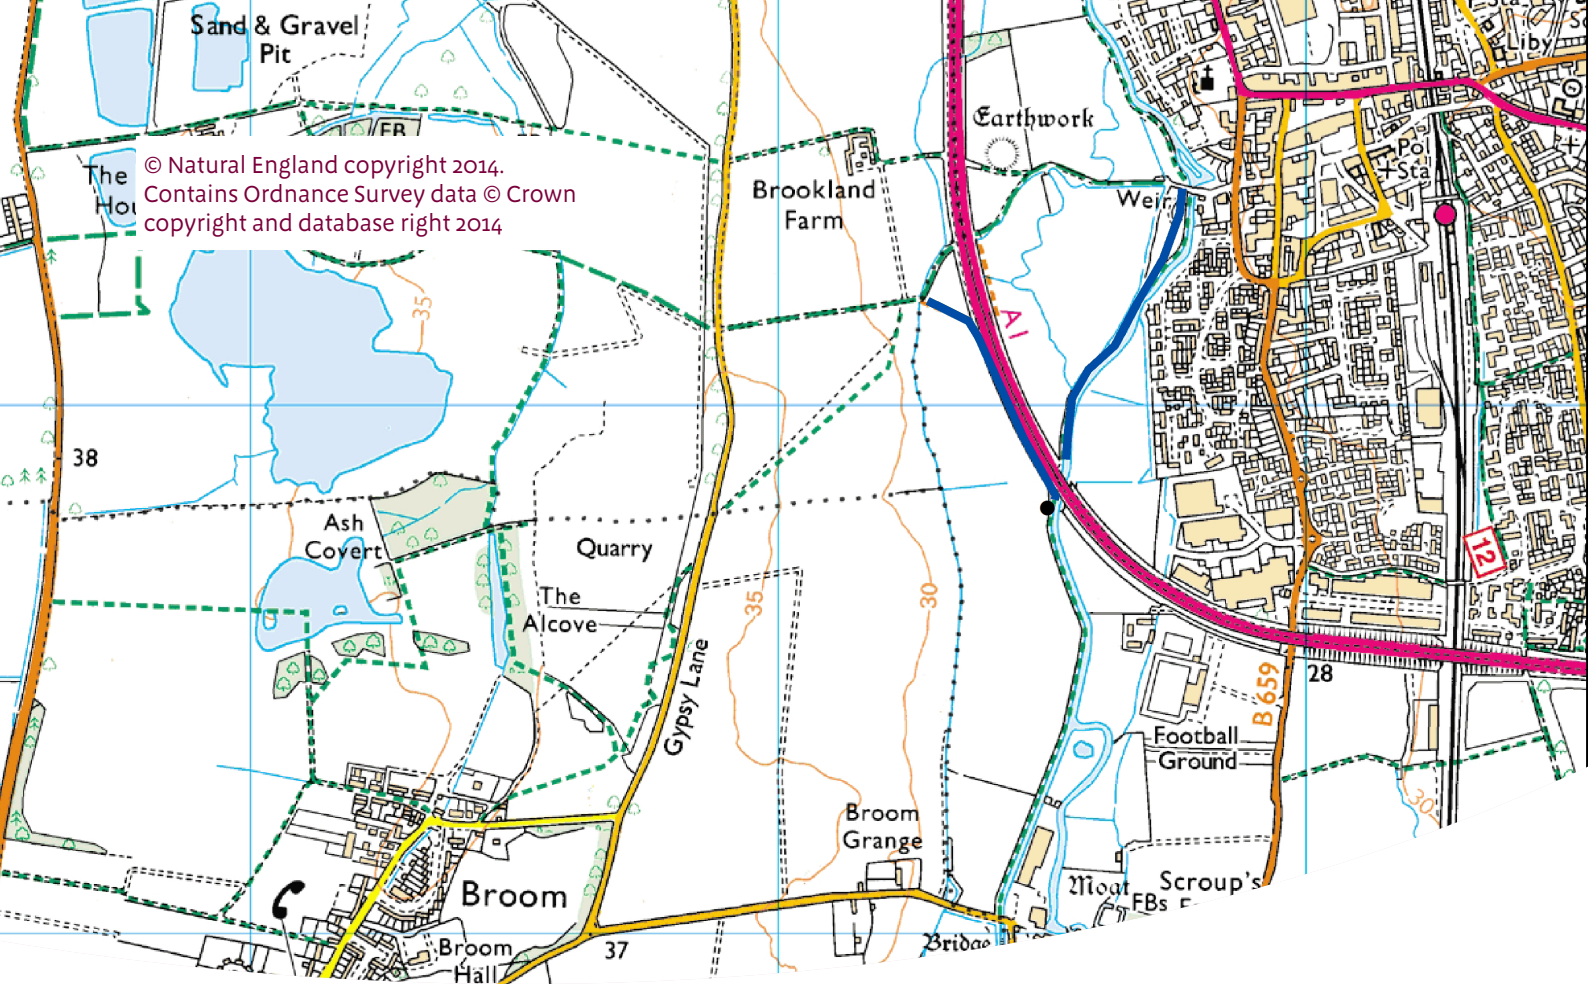 Sand & Gravel
Pit
Liby
FB
Earthwork
Pol
Sta
The
Hou
© Natural England copyright 2014.
Contains Ordnance Survey data © Crown
copyright and database right 2014
Brookland
Farm
Weir
35
A1
38
Ash
Covert
Quarry
12
The
Alcove
35
30
Gypsy Lane
28
B 659
Football
Ground
30
Broom
Grange
Broom
Moat
FBs
Scroup's
Broom
Hall
37
Bridge